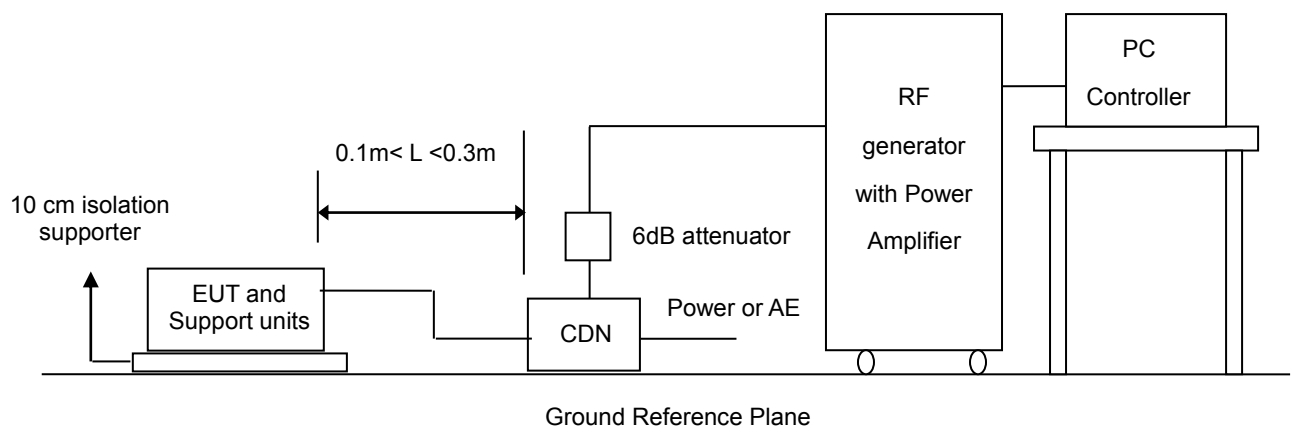 PC
Controller
RF
generator
with Power
Amplifier
0.1m< L <0.3m
10 cm isolation
supporter
6dB attenuator
EUT and
Support units
CDN
Power or AE
Ground Reference Plane